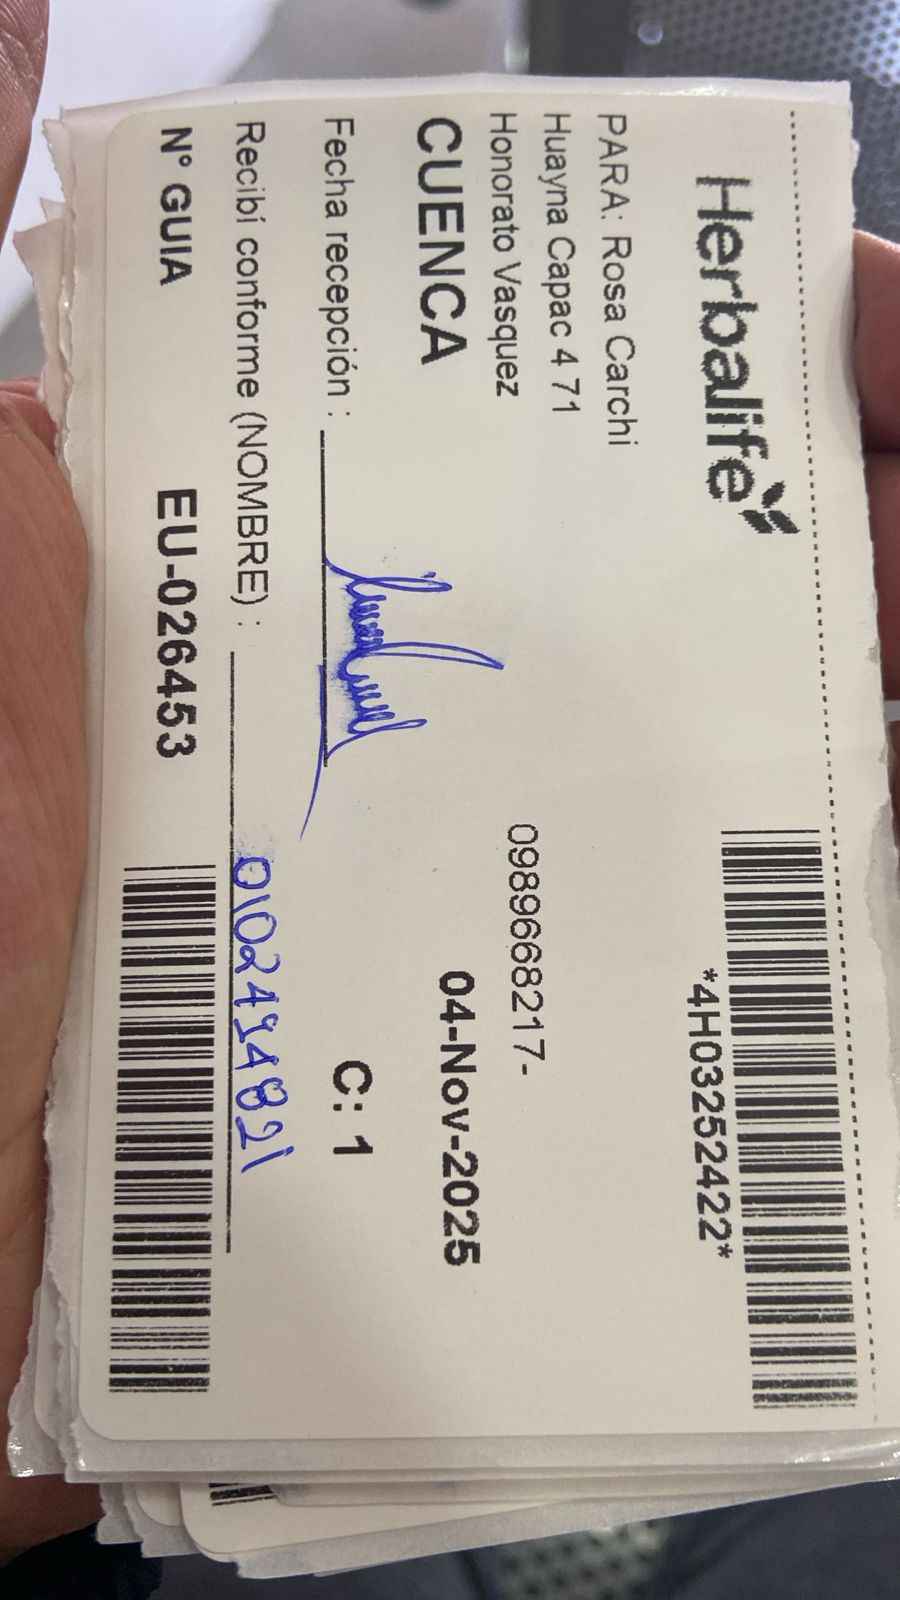 Herbalife
*4H03252422*
PARA: Rosa Carchi
Huayna Capac 4 71
Honorato Vasquez
0989668217-
CUENCA
04-Nov-2025
Fecha recepción :
C: 1
Recibí conforme (NOMBRE) :
0102494821
N° GUIA
EU-026453